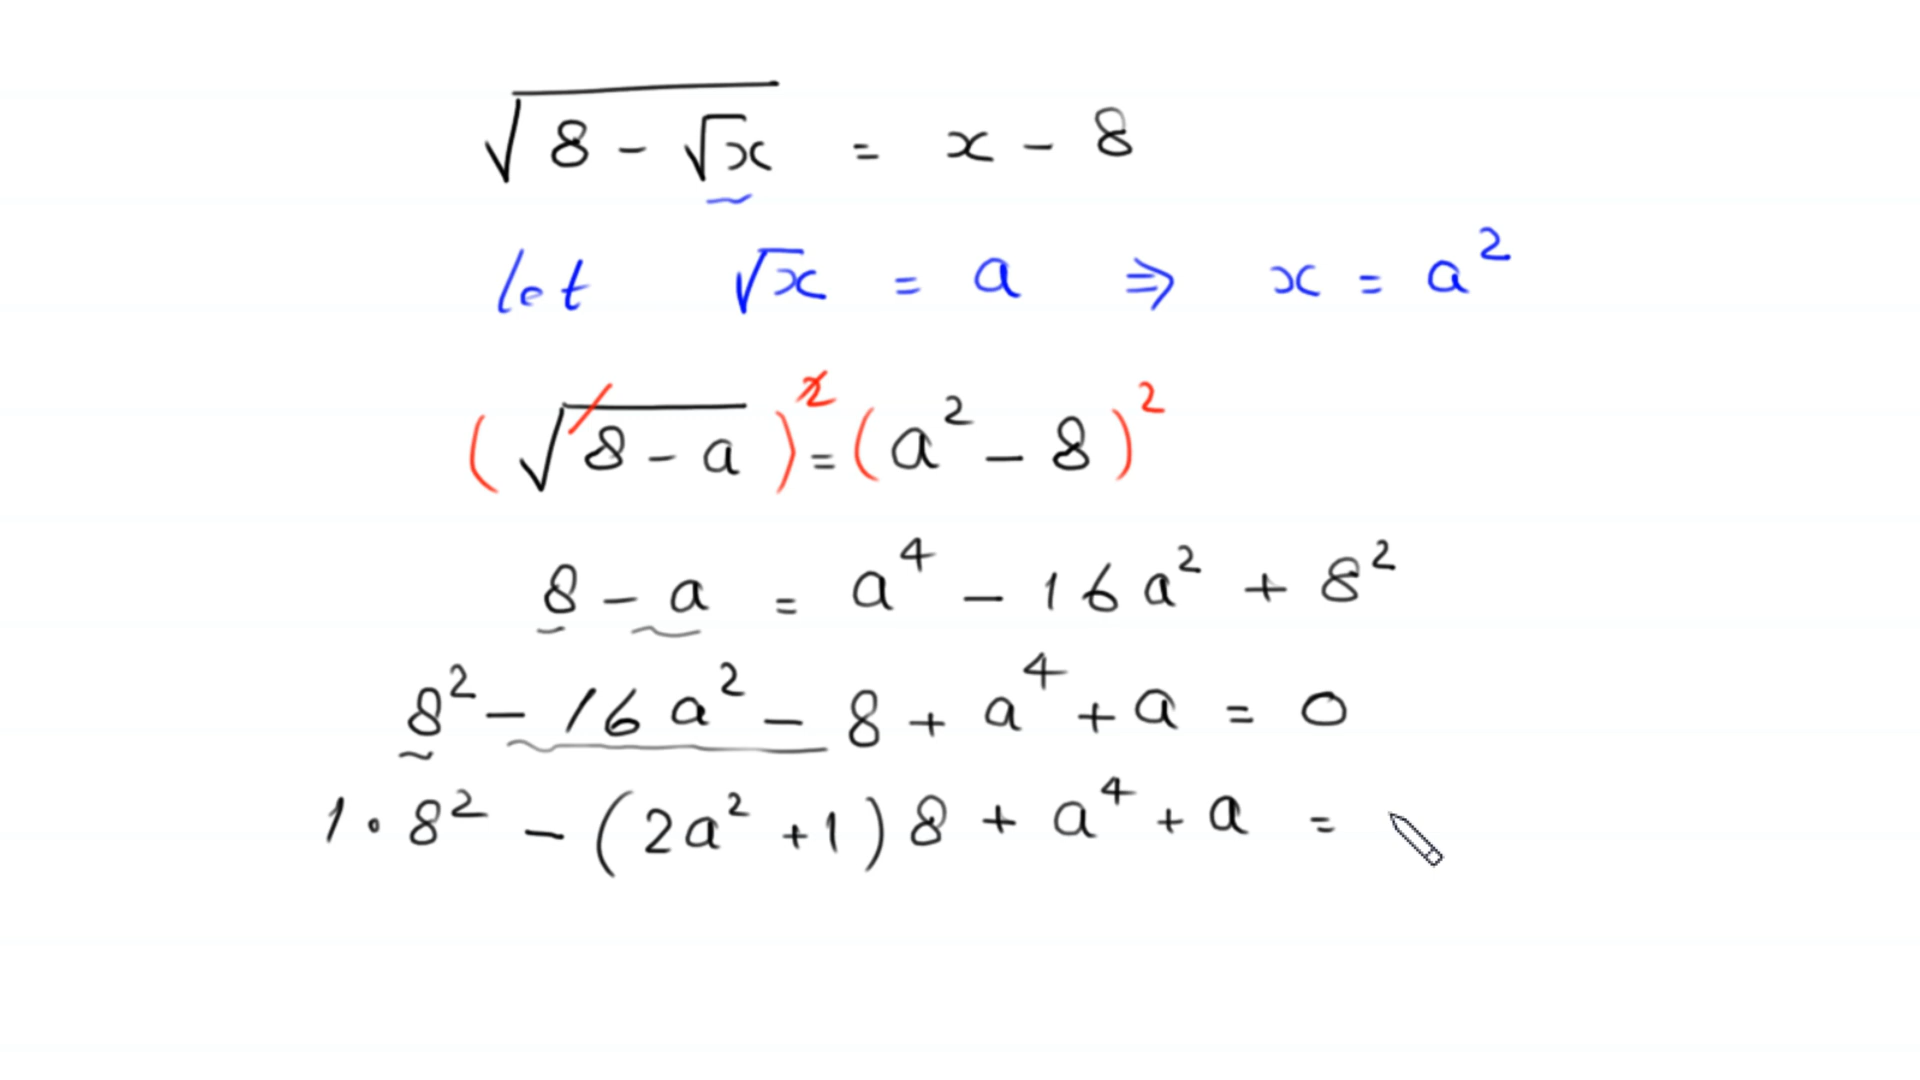 √(8 - √x) = x - 8
let √x = a ⇒ x = a²
(√(8 - a))² = (a² - 8)²
8 - a = a⁴ - 16a² + 8²
8² - 16a² - 8 + a⁴ + a = 0
1 · 8² - (2a² + 1)8 + a⁴ + a =